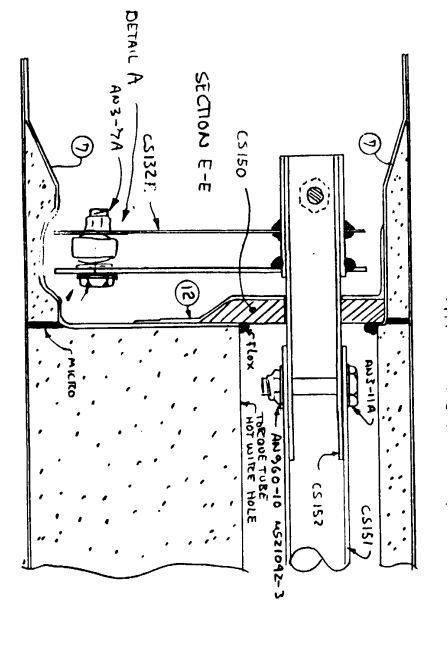 DETAIL A
AN3-7A
CS132F
SECTION E-E
CS150
7
7
12
MICRO
FLOX
AN3-11A
AN960-10 MS21042-3
TORQUE TUBE
HOT WIRE HOLE
CS152
CS151